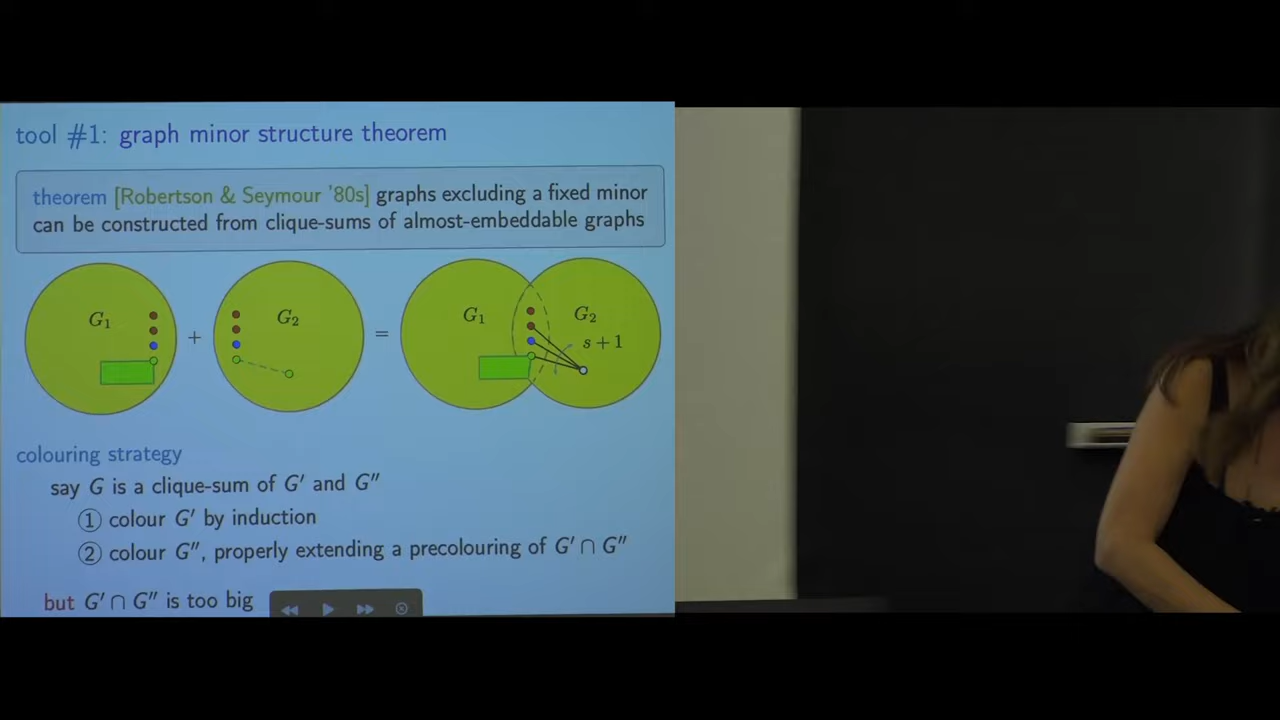 tool #1: graph minor structure theorem
theorem [Robertson & Seymour '80s] graphs excluding a fixed minor
can be constructed from clique-sums of almost-embeddable graphs
G₁ + G₂ = G₁ G₂
s + 1
colouring strategy
say G is a clique-sum of G′ and G″
① colour G′ by induction
② colour G″, properly extending a precolouring of G′ ∩ G″
but G′ ∩ G″ is too big